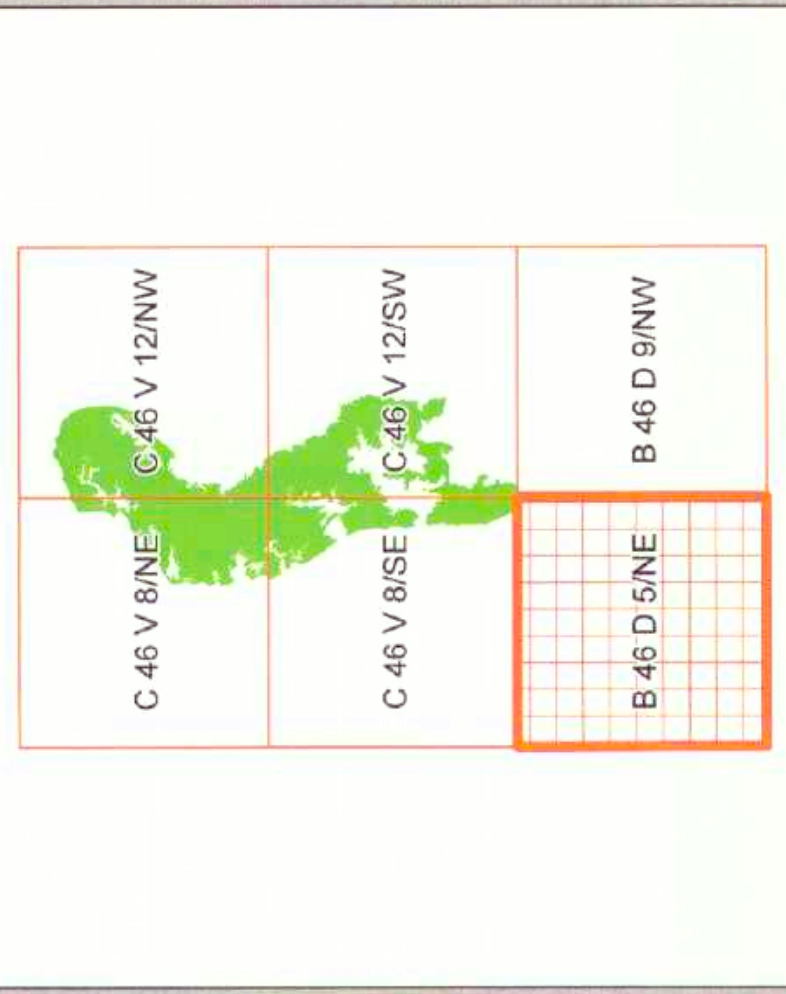 C 46 V 8/NE
C 46 V 12/NW
C 46 V 8/SE
C 46 V 12/SW
B 46 D 5/NE
B 46 D 9/NW